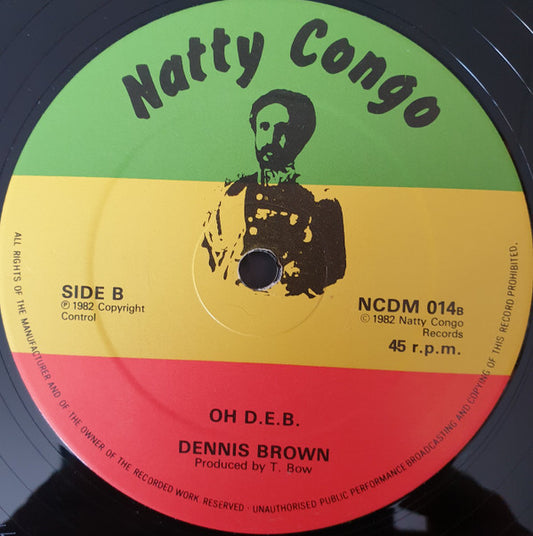 Natty Congo
SIDE B
℗ 1982 Copyright
Control
NCDM 014B
© 1982 Natty Congo
Records
45 r.p.m.
OH D.E.B.
DENNIS BROWN
Produced by T. Bow
ALL RIGHTS OF THE MANUFACTURER AND OF THE OWNER OF THE RECORDED WORK RESERVED · UNAUTHORISED PUBLIC PERFORMANCE BROADCASTING AND COPYING OF THIS RECORD PROHIBITED.